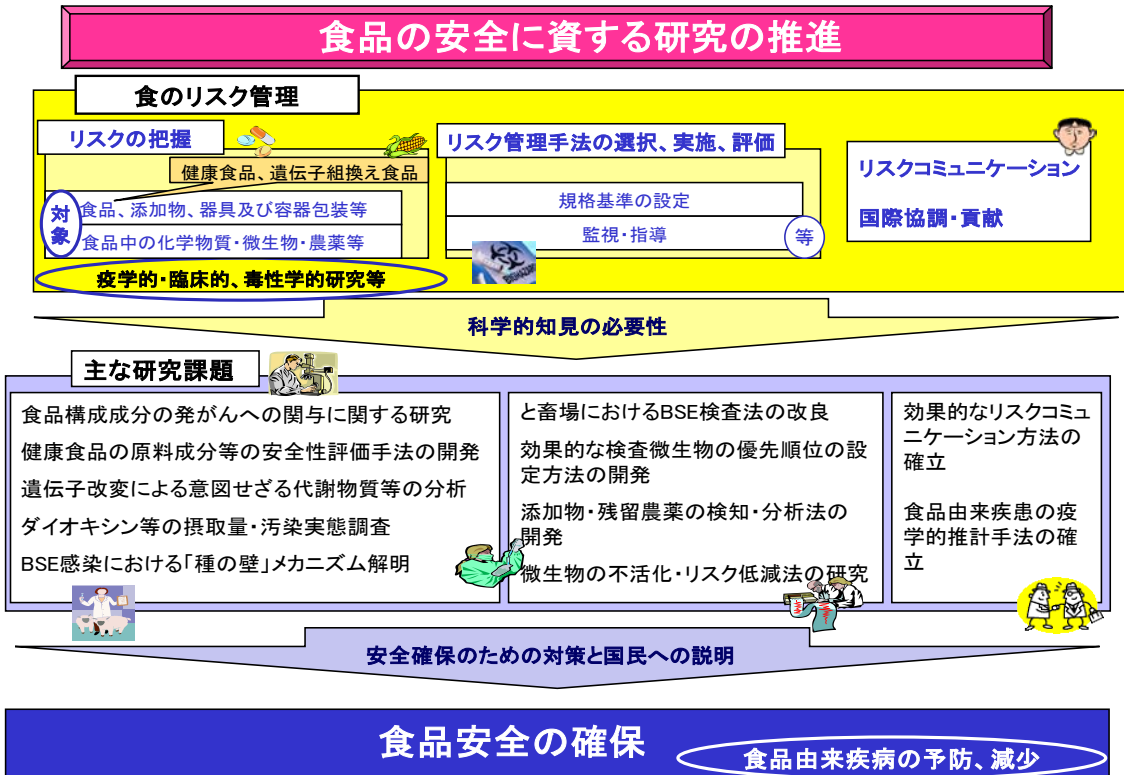 食品の安全に資する研究の推進
食のリスク管理
リスクの把握
健康食品、遺伝子組換え食品
対象
食品、添加物、器具及び容器包装等
食品中の化学物質・微生物・農薬等
疫学的・臨床的、毒性学的研究等
リスク管理手法の選択、実施、評価
規格基準の設定
監視・指導
等
リスクコミュニケーション
国際協調・貢献
科学的知見の必要性
主な研究課題
食品構成成分の発がんへの関与に関する研究
健康食品の原料成分等の安全性評価手法の開発
遺伝子改変による意図せざる代謝物質等の分析
ダイオキシン等の摂取量・汚染実態調査
BSE感染における「種の壁」メカニズム解明
と畜場におけるBSE検査法の改良
効果的な検査微生物の優先順位の設
定方法の開発
添加物・残留農薬の検知・分析法の
開発
微生物の不活化・リスク低減法の研究
効果的なリスクコミュ
ニケーション方法の
確立
食品由来疾患の疫
学的推計手法の確
立
安全確保のための対策と国民への説明
食品安全の確保
食品由来疾病の予防、減少